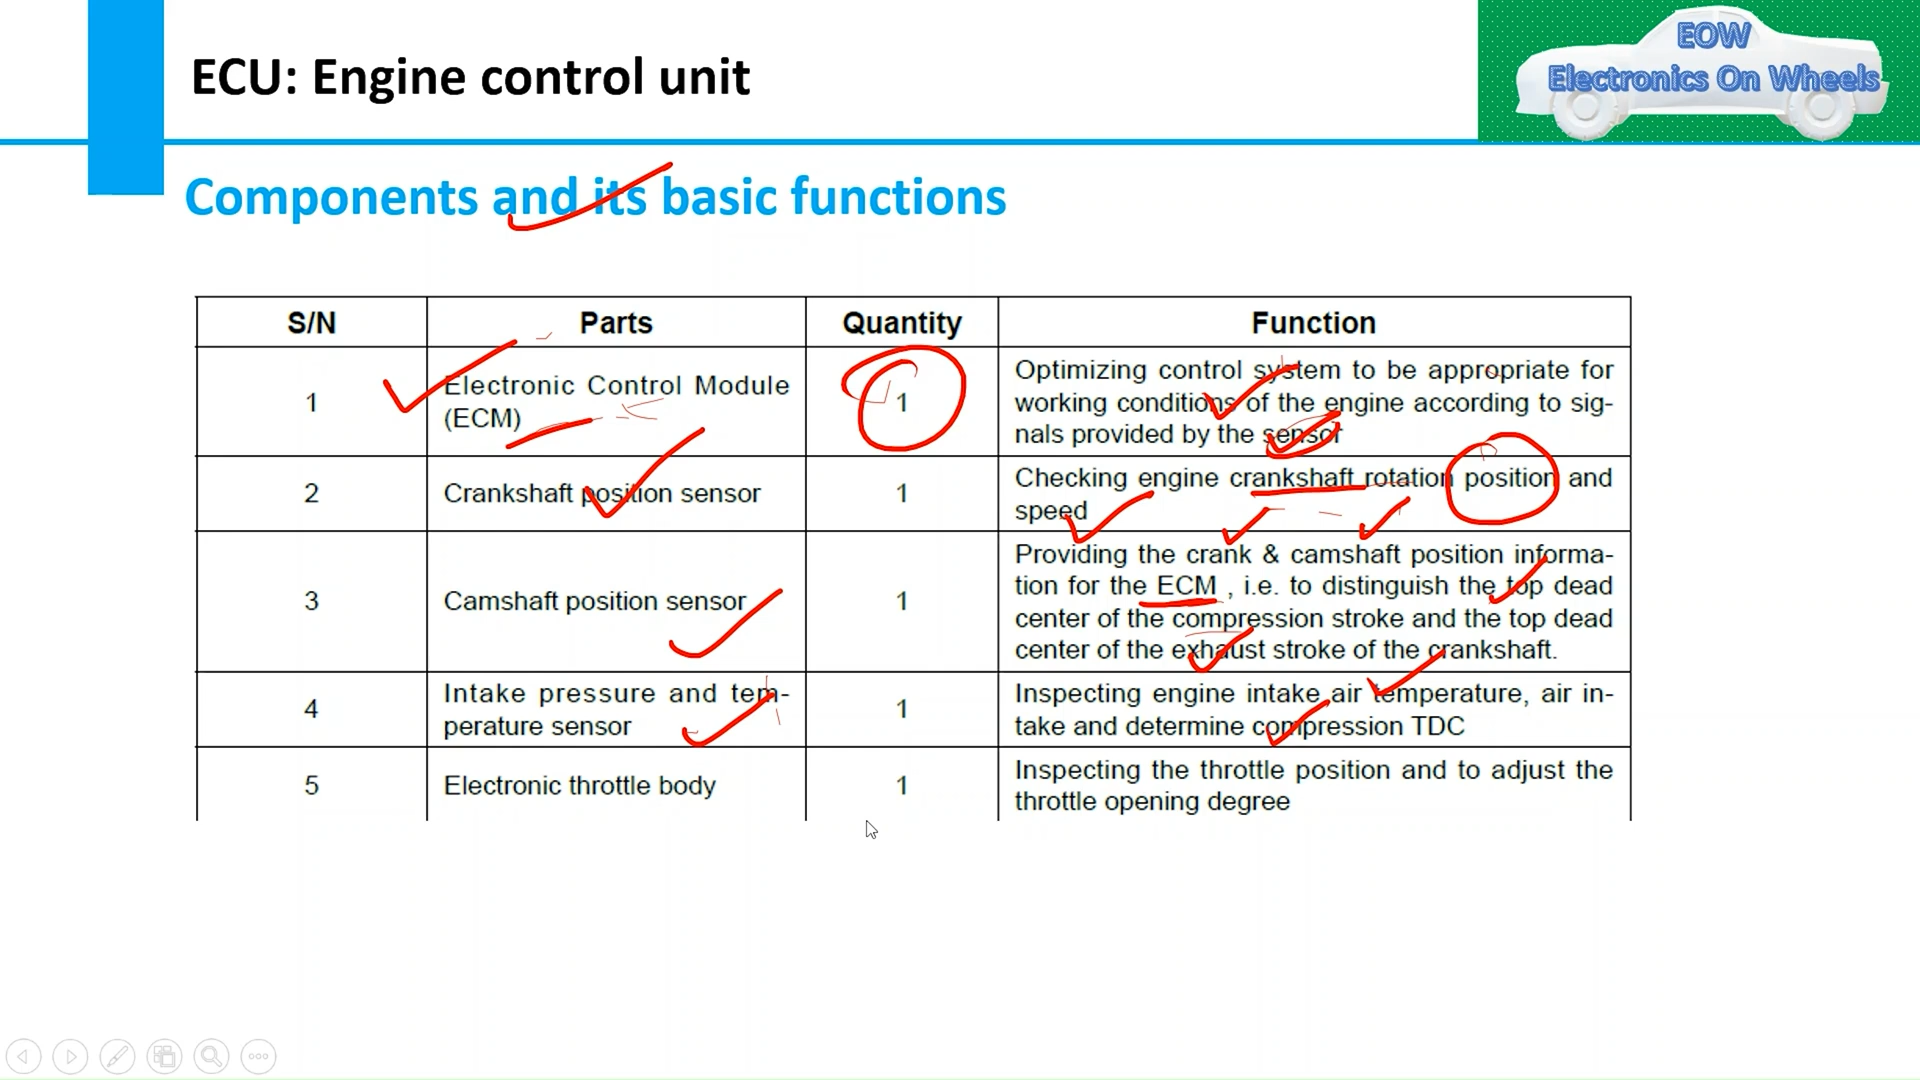 ECU: Engine control unit
EOW
Electronics On Wheels
Components and its basic functions
S/N Parts Quantity Function
1 Electronic Control Module (ECM) 1 Optimizing control system to be appropriate for
working conditions of the engine according to sig-
nals provided by the sensor
2 Crankshaft position sensor 1 Checking engine crankshaft rotation position and
speed
3 Camshaft position sensor 1 Providing the crank & camshaft position informa-
tion for the ECM , i.e. to distinguish the top dead
center of the compression stroke and the top dead
center of the exhaust stroke of the crankshaft.
4 Intake pressure and tem-
perature sensor 1 Inspecting engine intake air temperature, air in-
take and determine compression TDC
5 Electronic throttle body 1 Inspecting the throttle position and to adjust the
throttle opening degree